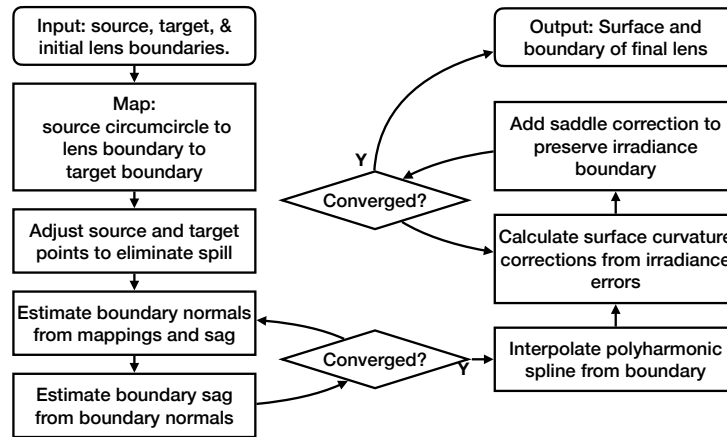 Input: source, target, &
initial lens boundaries.
Map:
source circumcircle to
lens boundary to
target boundary
Adjust source and target
points to eliminate spill
Estimate boundary normals
from mappings and sag
Estimate boundary sag
from boundary normals
Converged?
Y
Interpolate polyharmonic
spline from boundary
Calculate surface curvature
corrections from irradiance
errors
Add saddle correction to
preserve irradiance
boundary
Converged?
Y
Output: Surface and
boundary of final lens